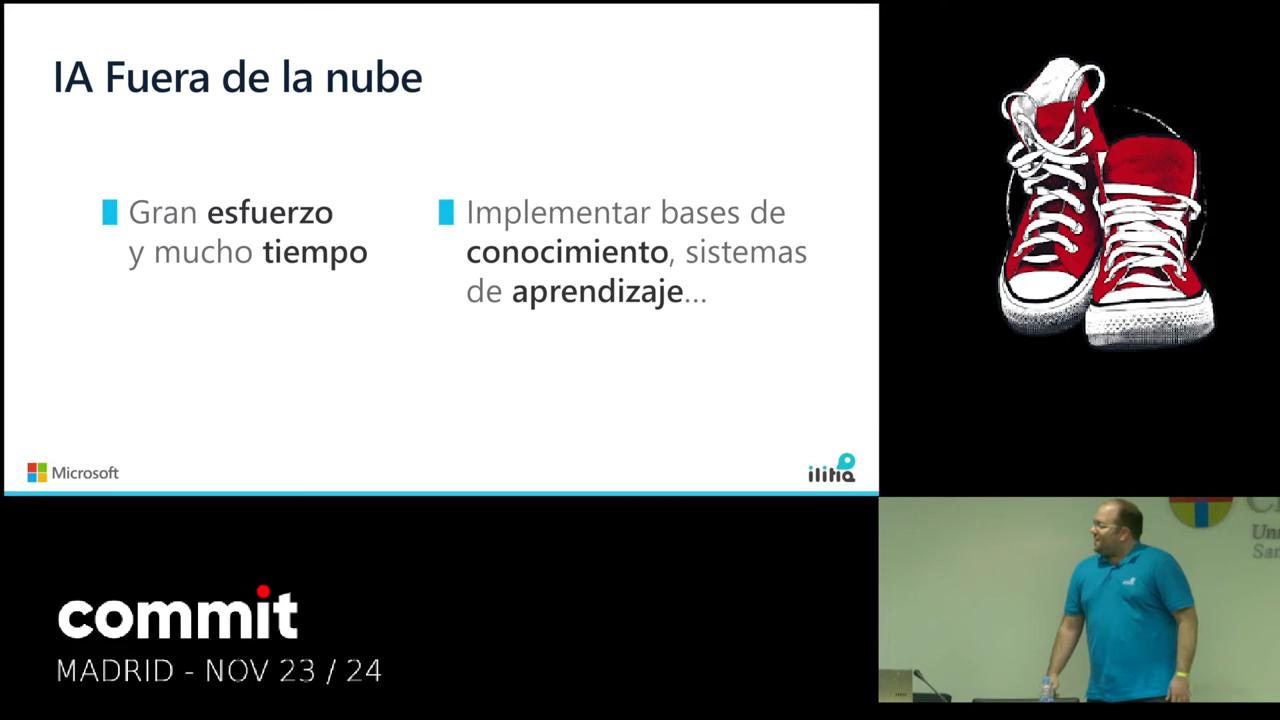 IA Fuera de la nube
Gran esfuerzo
y mucho tiempo
Implementar bases de
conocimiento, sistemas
de aprendizaje...
Microsoft
ilitia
commit
MADRID - NOV 23 / 24